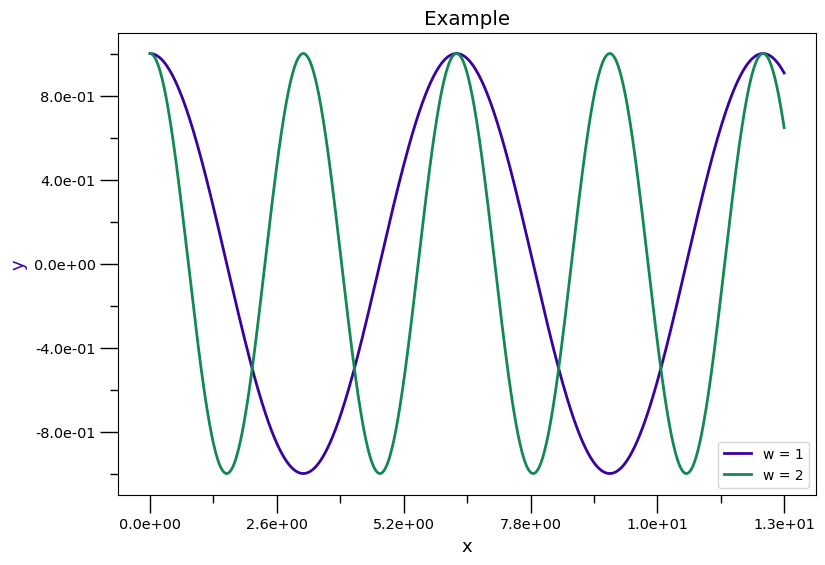 Example
8.0e-01
4.0e-01
y
0.0e+00
-4.0e-01
-8.0e-01
w = 1
w = 2
0.0e+00 2.6e+00 5.2e+00 7.8e+00 1.0e+01 1.3e+01
x